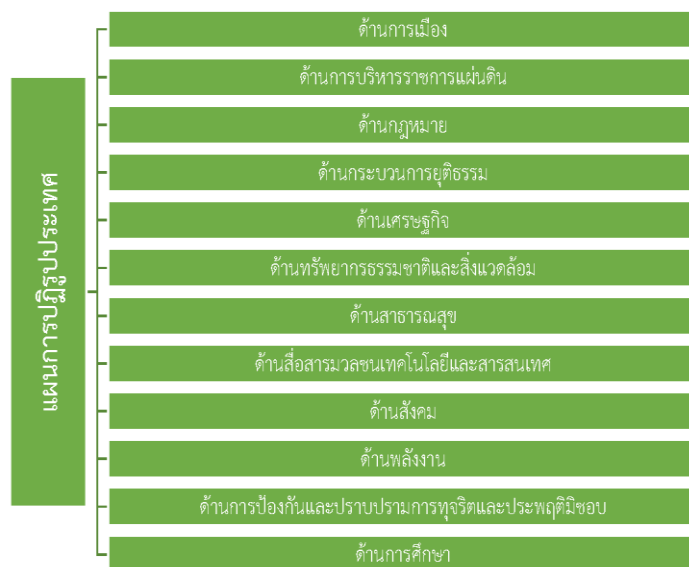 แผนการปฏิรูปประเทศ
ด้านการเมือง
ด้านการบริหารราชการแผ่นดิน
ด้านกฎหมาย
ด้านกระบวนการยุติธรรม
ด้านเศรษฐกิจ
ด้านทรัพยากรธรรมชาติและสิ่งแวดล้อม
ด้านสาธารณสุข
ด้านสื่อสารมวลชนเทคโนโลยีและสารสนเทศ
ด้านสังคม
ด้านพลังงาน
ด้านการป้องกันและปราบปรามการทุจริตและประพฤติมิชอบ
ด้านการศึกษา